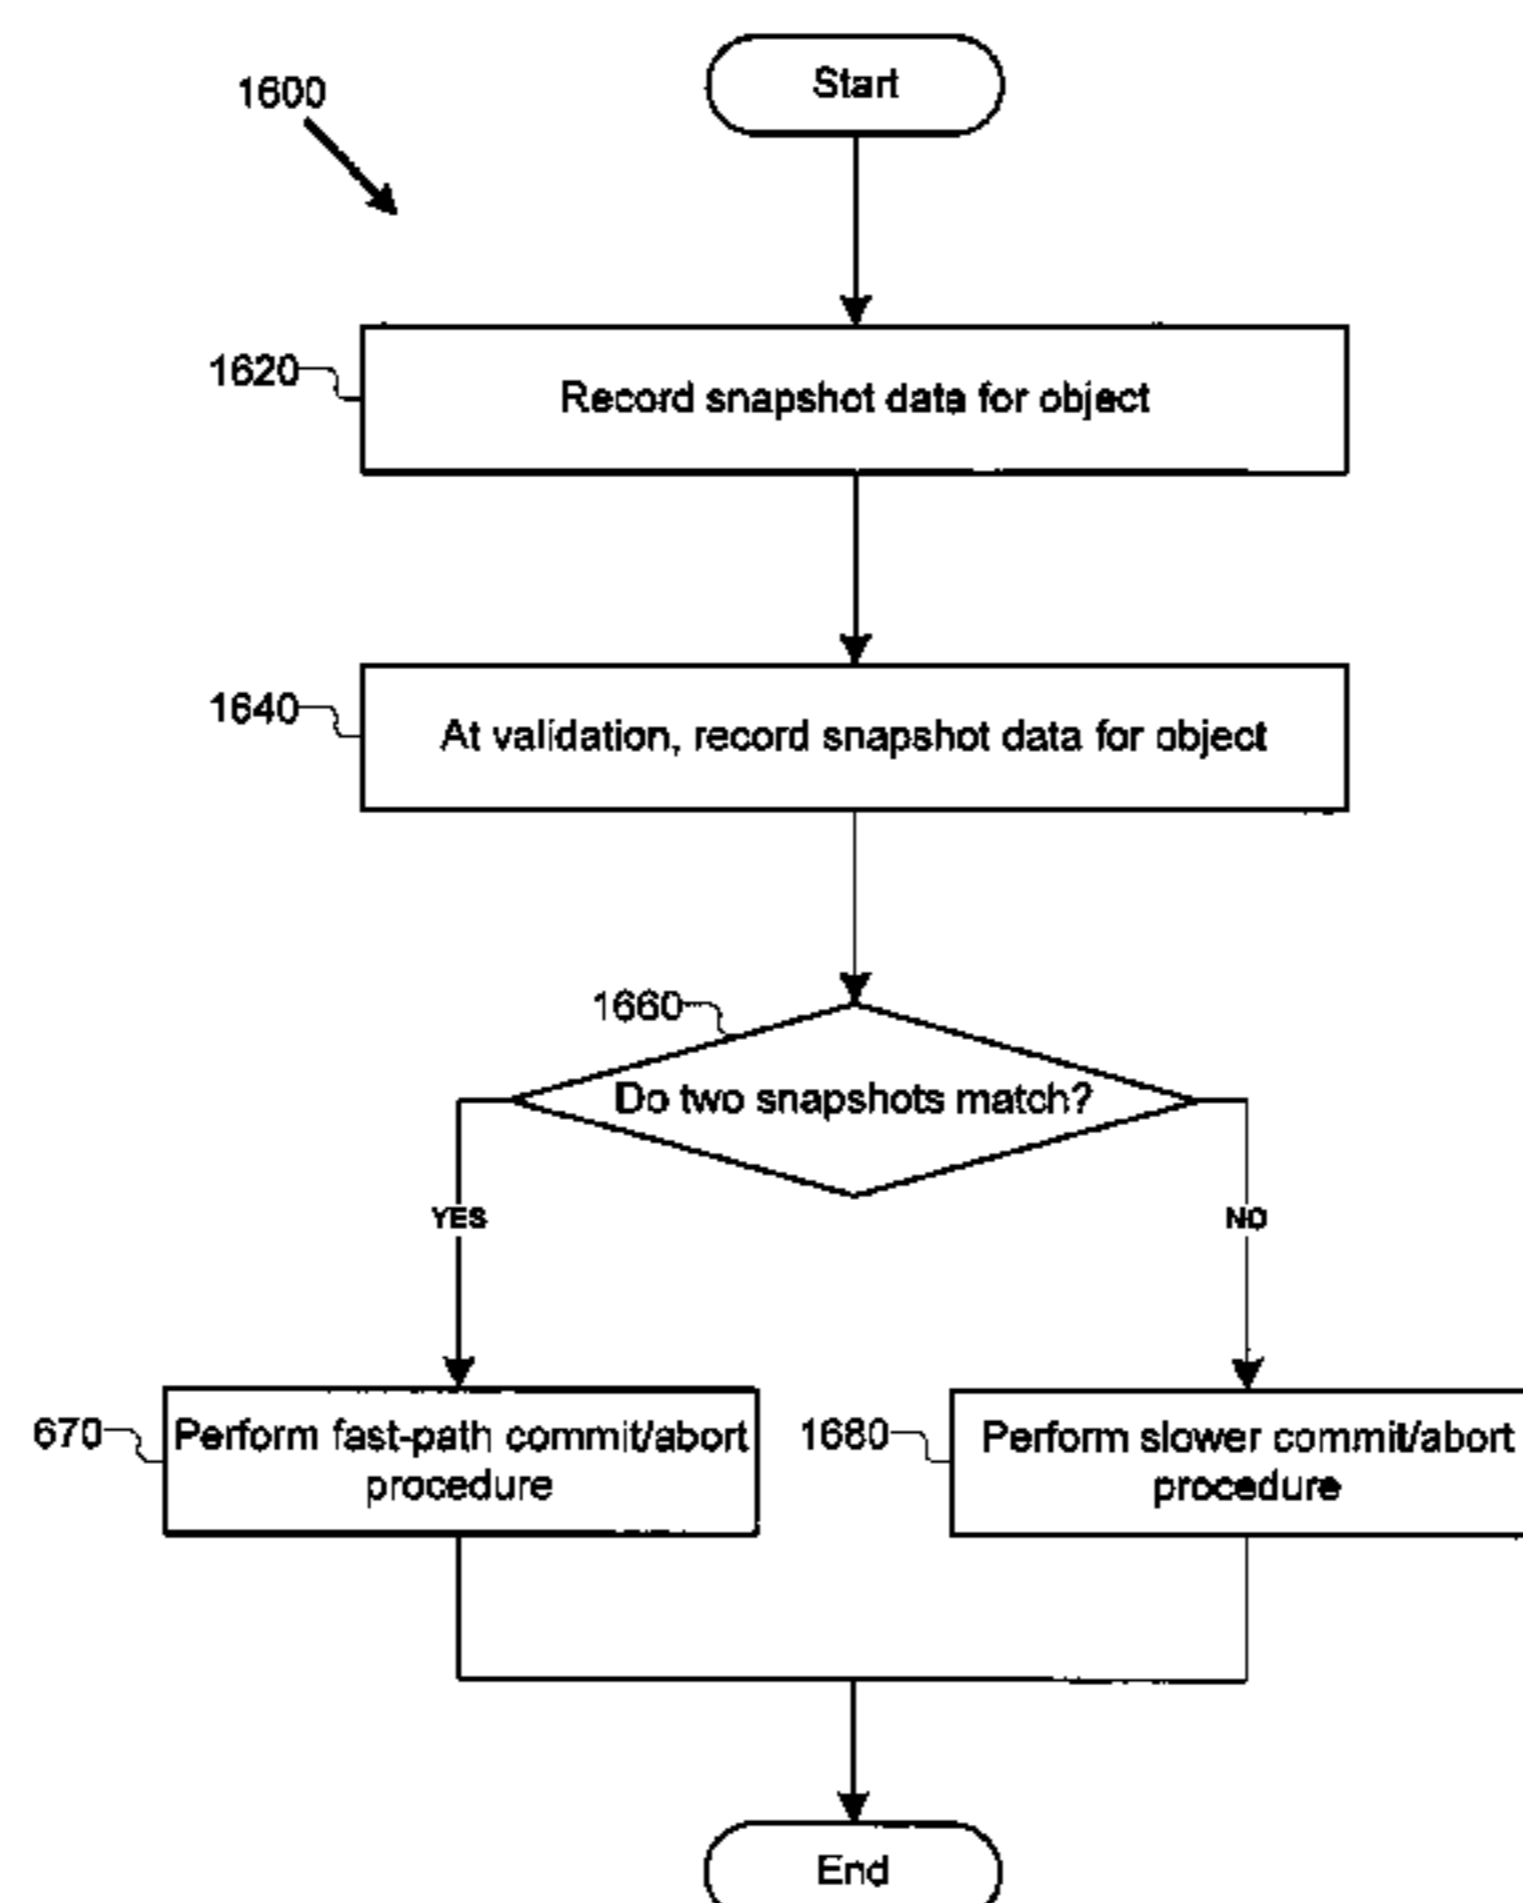 Start
1600
1620
Record snapshot data for object
1640
At validation, record snapshot data for object
1660
Do two snapshots match?
YES
NO
670
Perform fast-path commit/abort
procedure
1680
Perform slower commit/abort
procedure
End